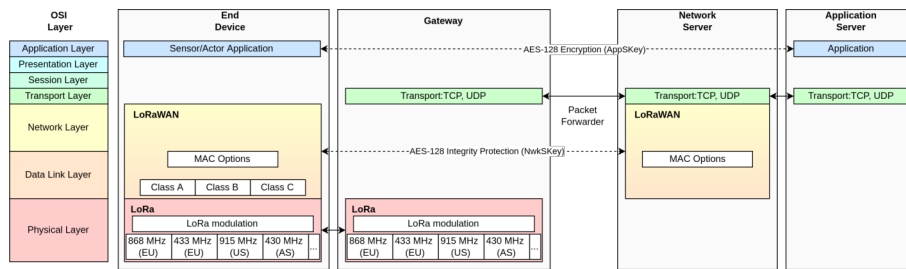 OSI
Layer
End
Device
Gateway
Network
Server
Application
Server
Application Layer
Sensor/Actor Application
AES-128 Encryption (AppSKey)
Application
Presentation Layer
Session Layer
Transport Layer
Transport:TCP, UDP
Transport:TCP, UDP
Transport:TCP, UDP
Packet
Forwarder
Network Layer
LoRaWAN
LoRaWAN
MAC Options
AES-128 Integrity Protection (NwkSKey)
MAC Options
Data Link Layer
Class A
Class B
Class C
Physical Layer
LoRa
LoRa modulation
868 MHz
(EU)
433 MHz
(EU)
915 MHz
(US)
430 MHz
(AS)
...
LoRa
LoRa modulation
868 MHz
(EU)
433 MHz
(EU)
915 MHz
(US)
430 MHz
(AS)
...